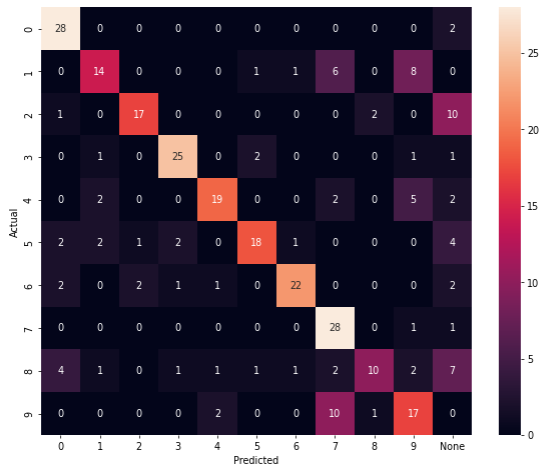 0 28 0 0 0 0 0 0 0 0 0 2
1 0 14 0 0 0 1 1 6 0 8 0
2 1 0 17 0 0 0 0 0 2 0 10
3 0 1 0 25 0 2 0 0 0 1 1
4 0 2 0 0 19 0 0 2 0 5 2
5 2 2 1 2 0 18 1 0 0 0 4
6 2 0 2 1 1 0 22 0 0 0 2
7 0 0 0 0 0 0 0 28 0 1 1
8 4 1 0 1 1 1 1 2 10 2 7
9 0 0 0 0 2 0 0 10 1 17 0
0 1 2 3 4 5 6 7 8 9 None
Predicted
Actual
25
20
15
10
5
0